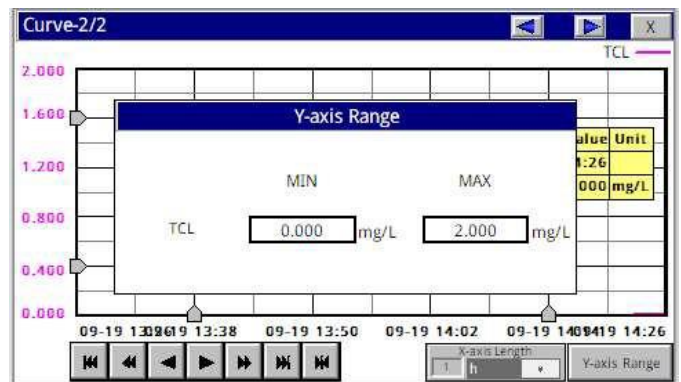 Curve-2/2
X
TCL
2.000
1.600
1.200
0.800
0.400
0.000
Y-axis Range
MIN MAX
TCL 0.000 mg/L 2.000 mg/L
alue Unit
:26
000 mg/L
09-19 13:38 09-19 13:50 09-19 14:02 09-19 14:26
X-axis Length
1 h
Y-axis Range